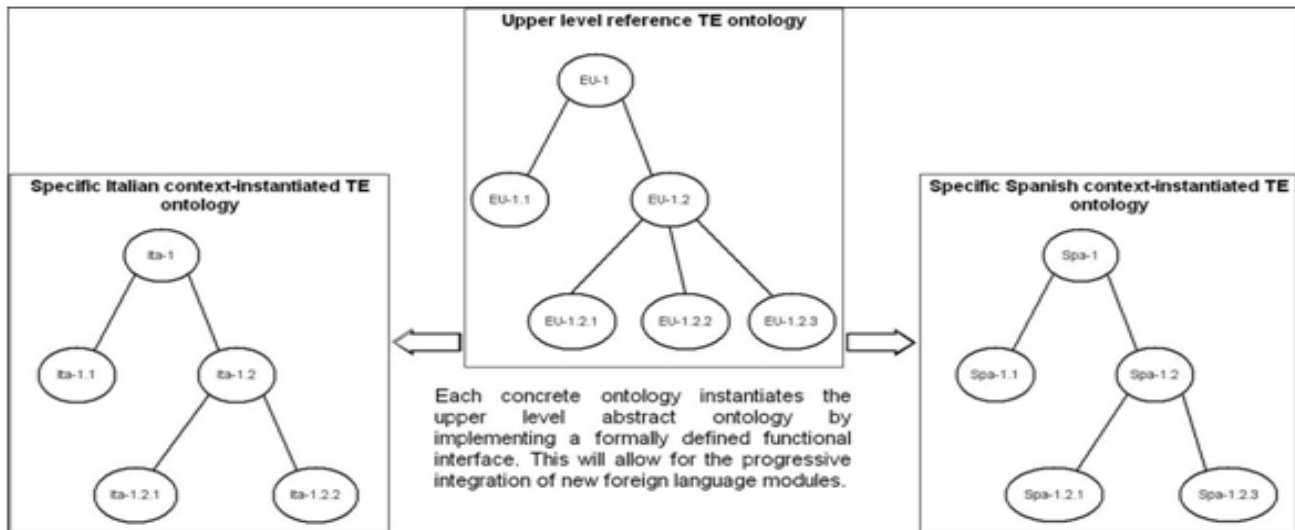 Upper level reference TE ontology
EU-1
EU-1.1
EU-1.2
EU-1.2.1
EU-1.2.2
EU-1.2.3
Specific Italian context-instantiated TE
ontology
Ita-1
Ita-1.1
Ita-1.2
Ita-1.2.1
Ita-1.2.2
Each concrete ontology instantiates the
upper level abstract ontology by
implementing a formally defined functional
interface. This will allow for the progressive
integration of new foreign language modules.
Specific Spanish context-instantiated TE
ontology
Spa-1
Spa-1.1
Spa-1.2
Spa-1.2.1
Spa-1.2.3